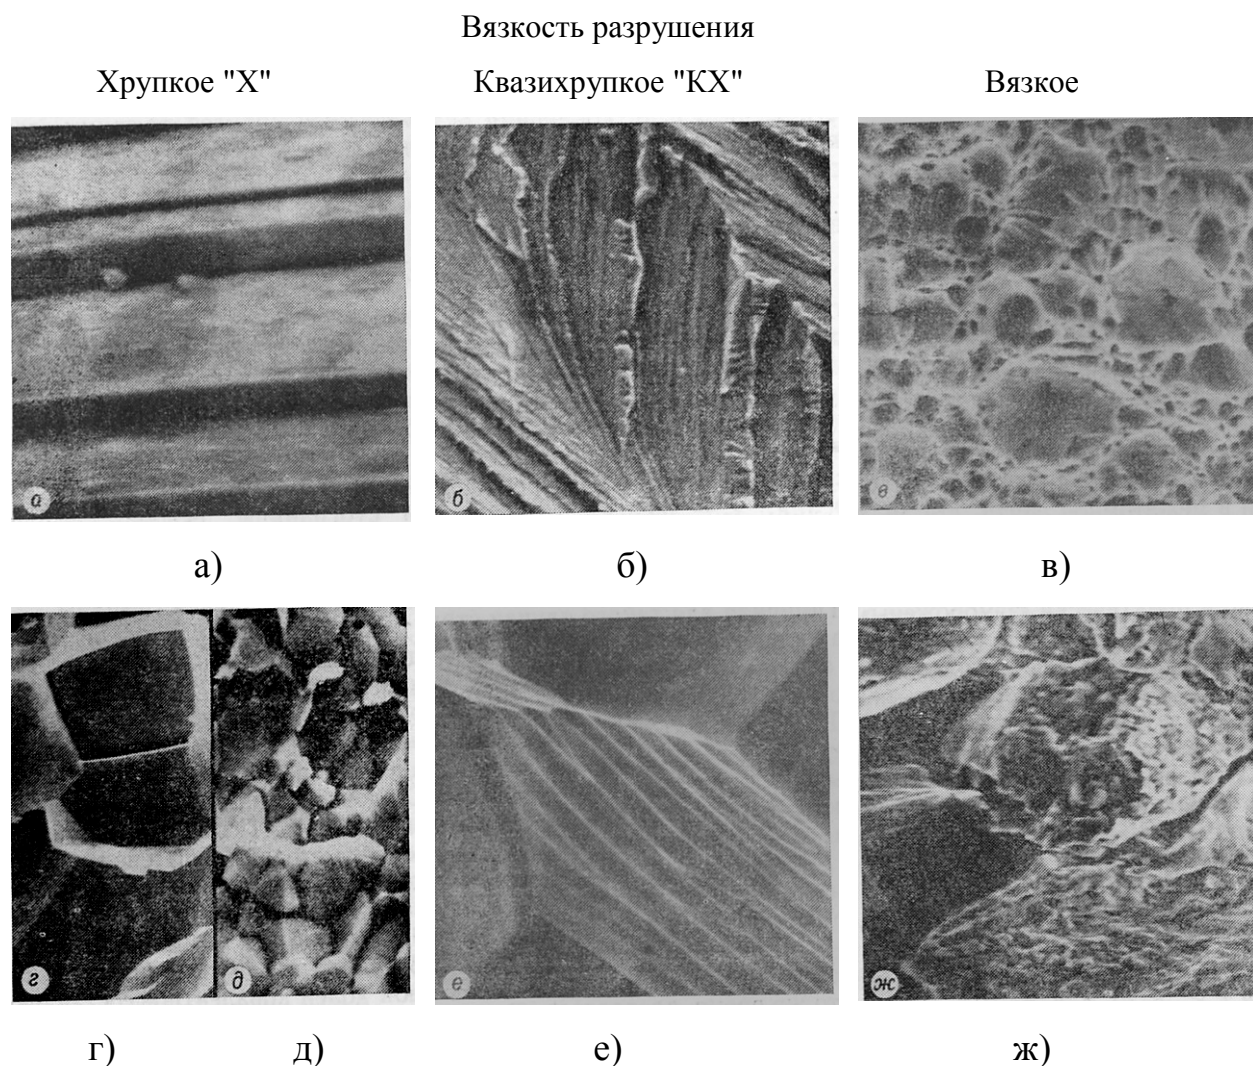 Вязкость разрушения
Хрупкое "Х" Квазихрупкое "КХ" Вязкое
а б в
а) б) в)
г д е ж
г) д) е) ж)